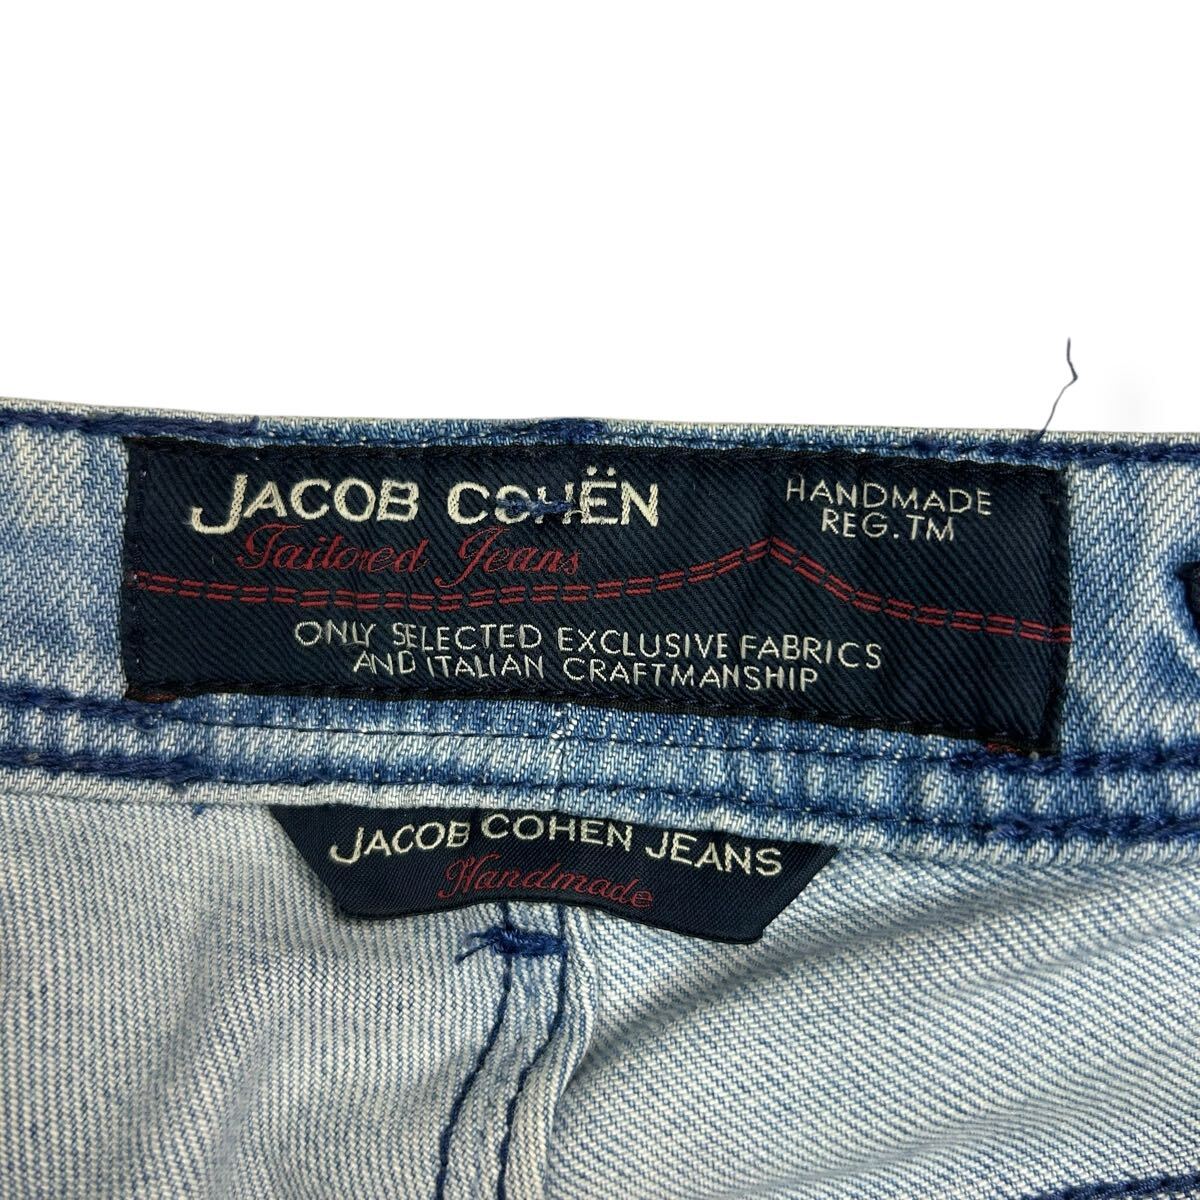 JACOB COHËN
Tailored Jeans
HANDMADE
REG. TM
ONLY SELECTED EXCLUSIVE FABRICS
AND ITALIAN CRAFTMANSHIP
JACOB COHEN JEANS
Handmade